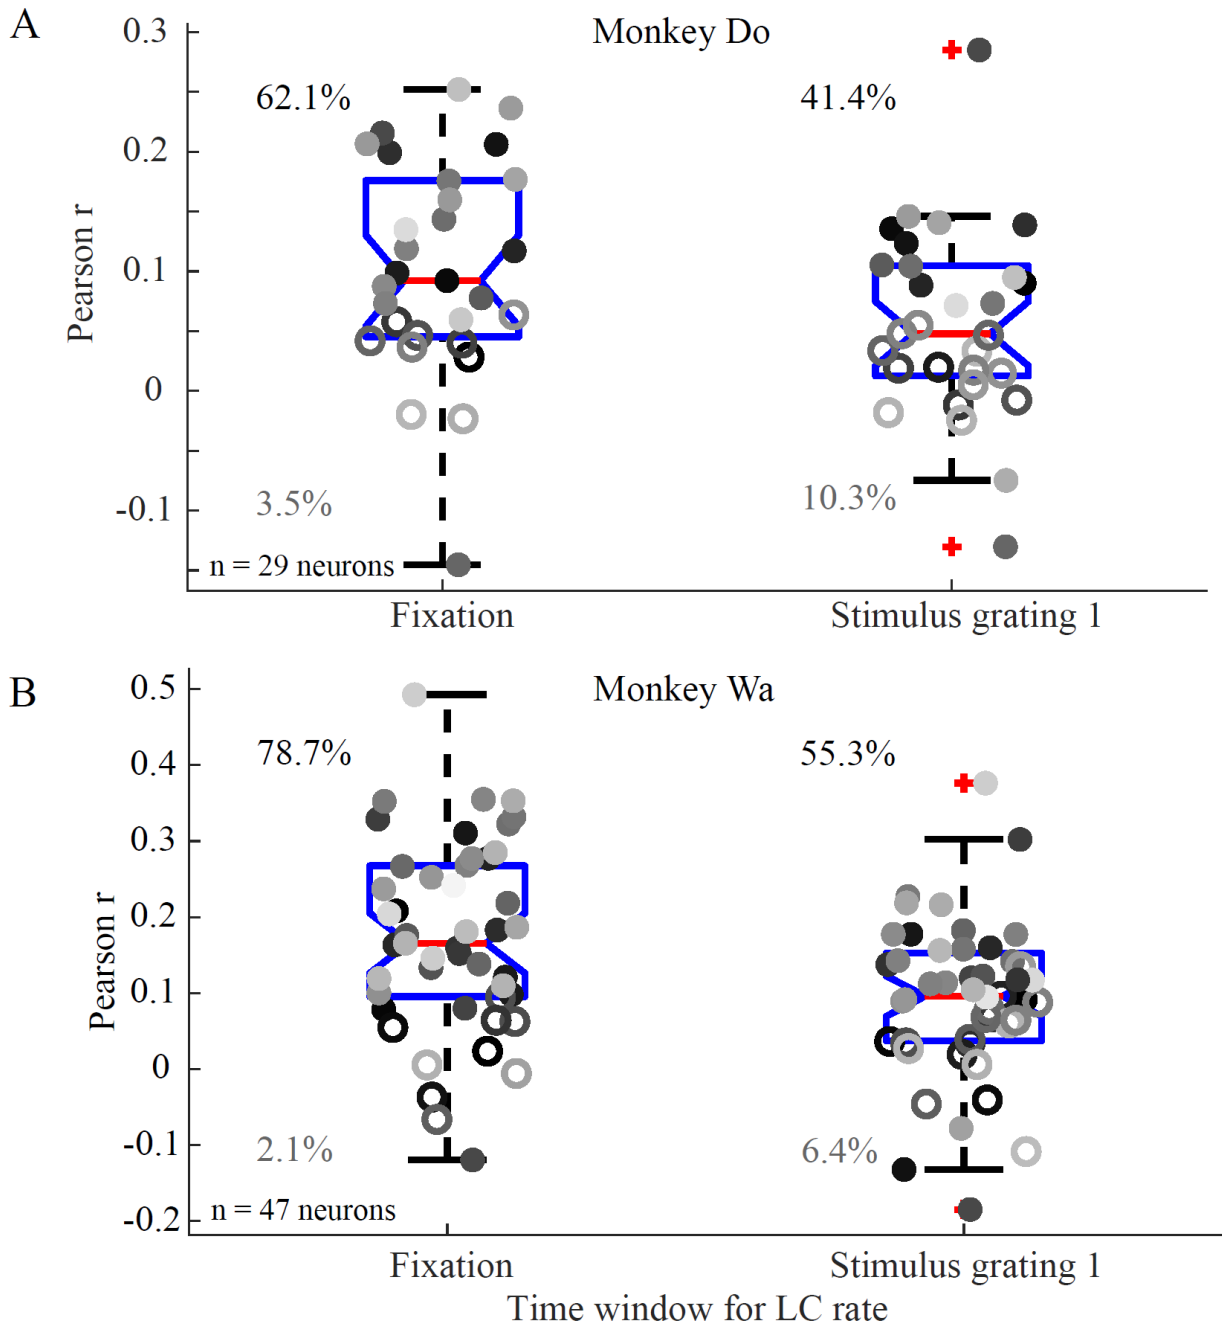 A
Monkey Do
0.3
0.2
0.1
0
-0.1
Pearson r
62.1%
41.4%
3.5%
10.3%
n = 29 neurons
Fixation
Stimulus grating 1
B
Monkey Wa
0.5
0.4
0.3
0.2
0.1
0
-0.1
-0.2
Pearson r
78.7%
55.3%
2.1%
6.4%
n = 47 neurons
Fixation
Stimulus grating 1
Time window for LC rate